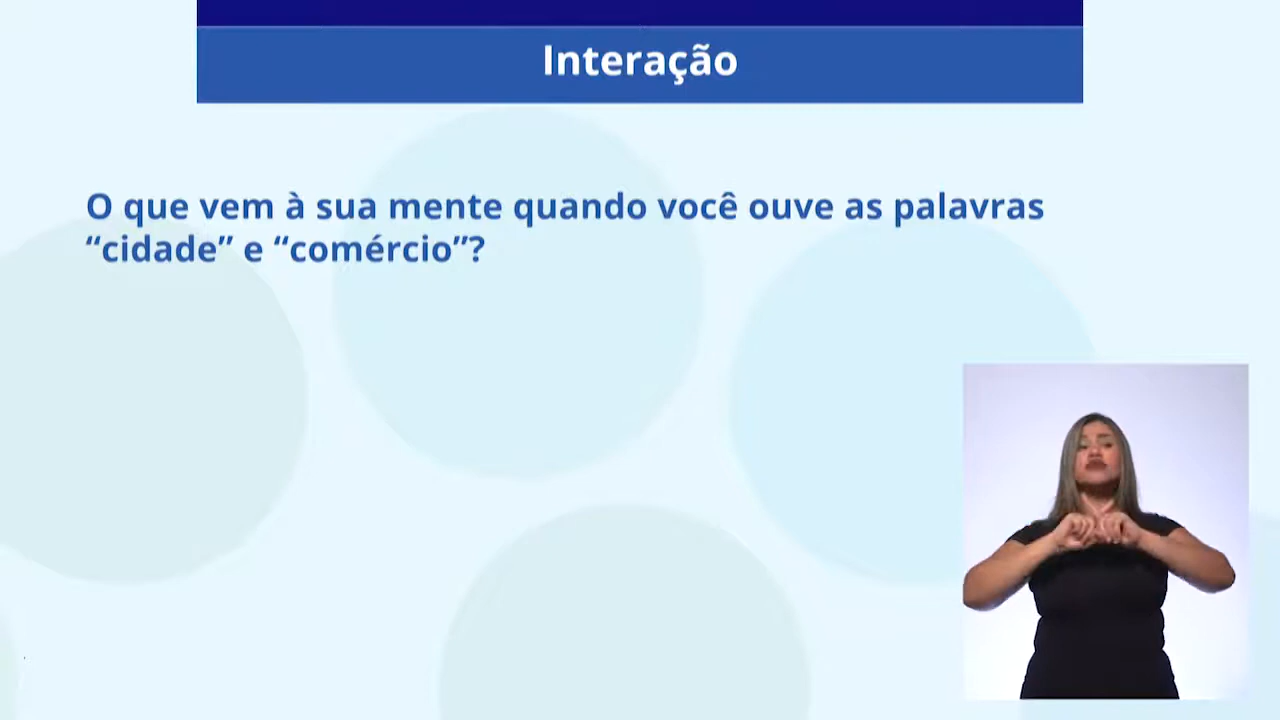 Interação
O que vem à sua mente quando você ouve as palavras
“cidade” e “comércio”?